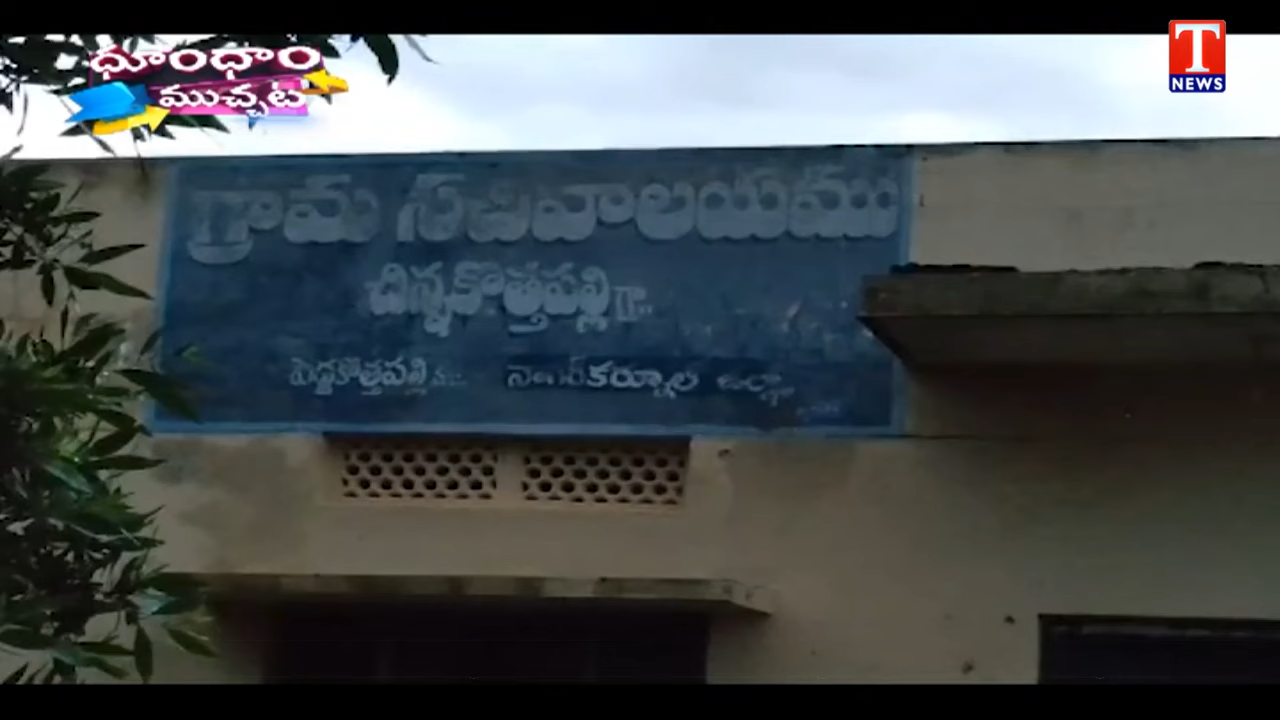 ధూంధాం
ముచ్చట
T
NEWS
గ్రామ సచివాలయము
చిన్నకొత్తపల్లి గ్రా..
పెద్దకొత్తపల్లి మం. నాగర్‌కర్నూల్ జిల్లా